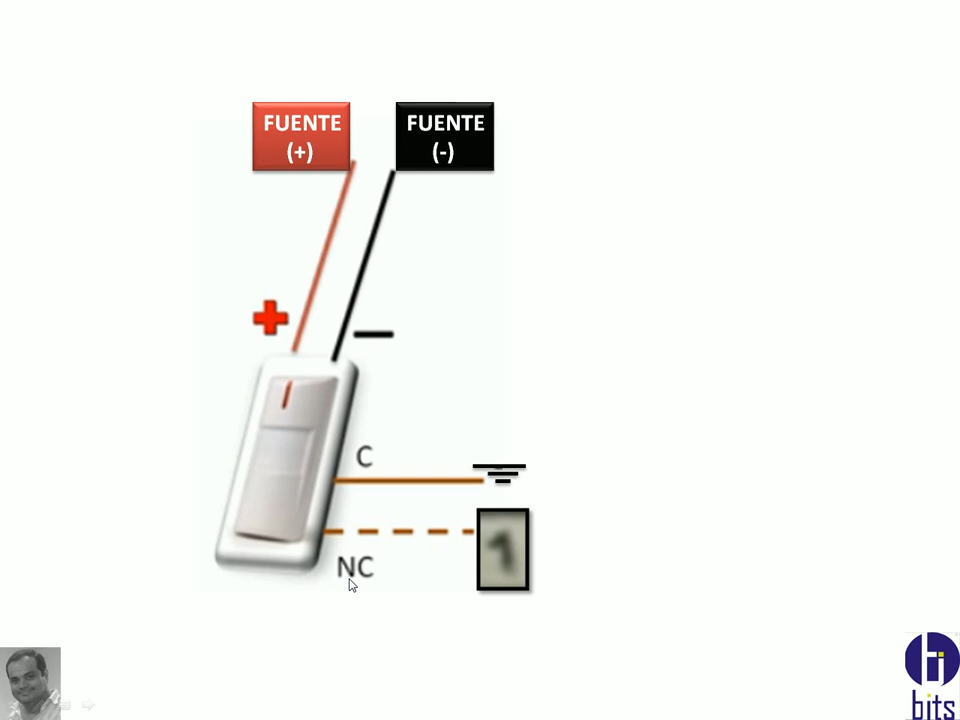 FUENTE
(+)
FUENTE
(-)
C
1
NC
bits